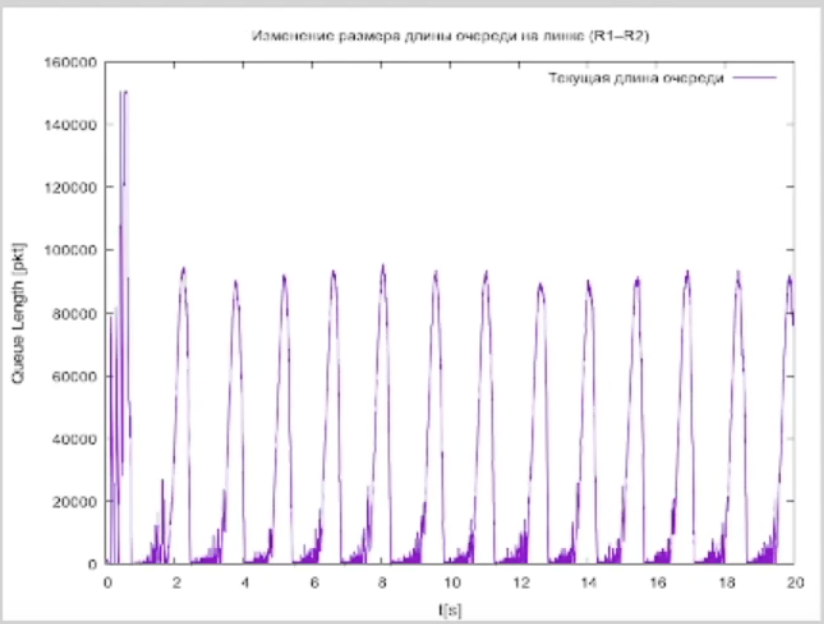 Изменение размера длины очереди на линке (R1–R2)
Текущая длина очереди
Queue Length [pkt]
160000
140000
120000
100000
80000
60000
40000
20000
0
0 2 4 6 8 10 12 14 16 18 20
t[s]